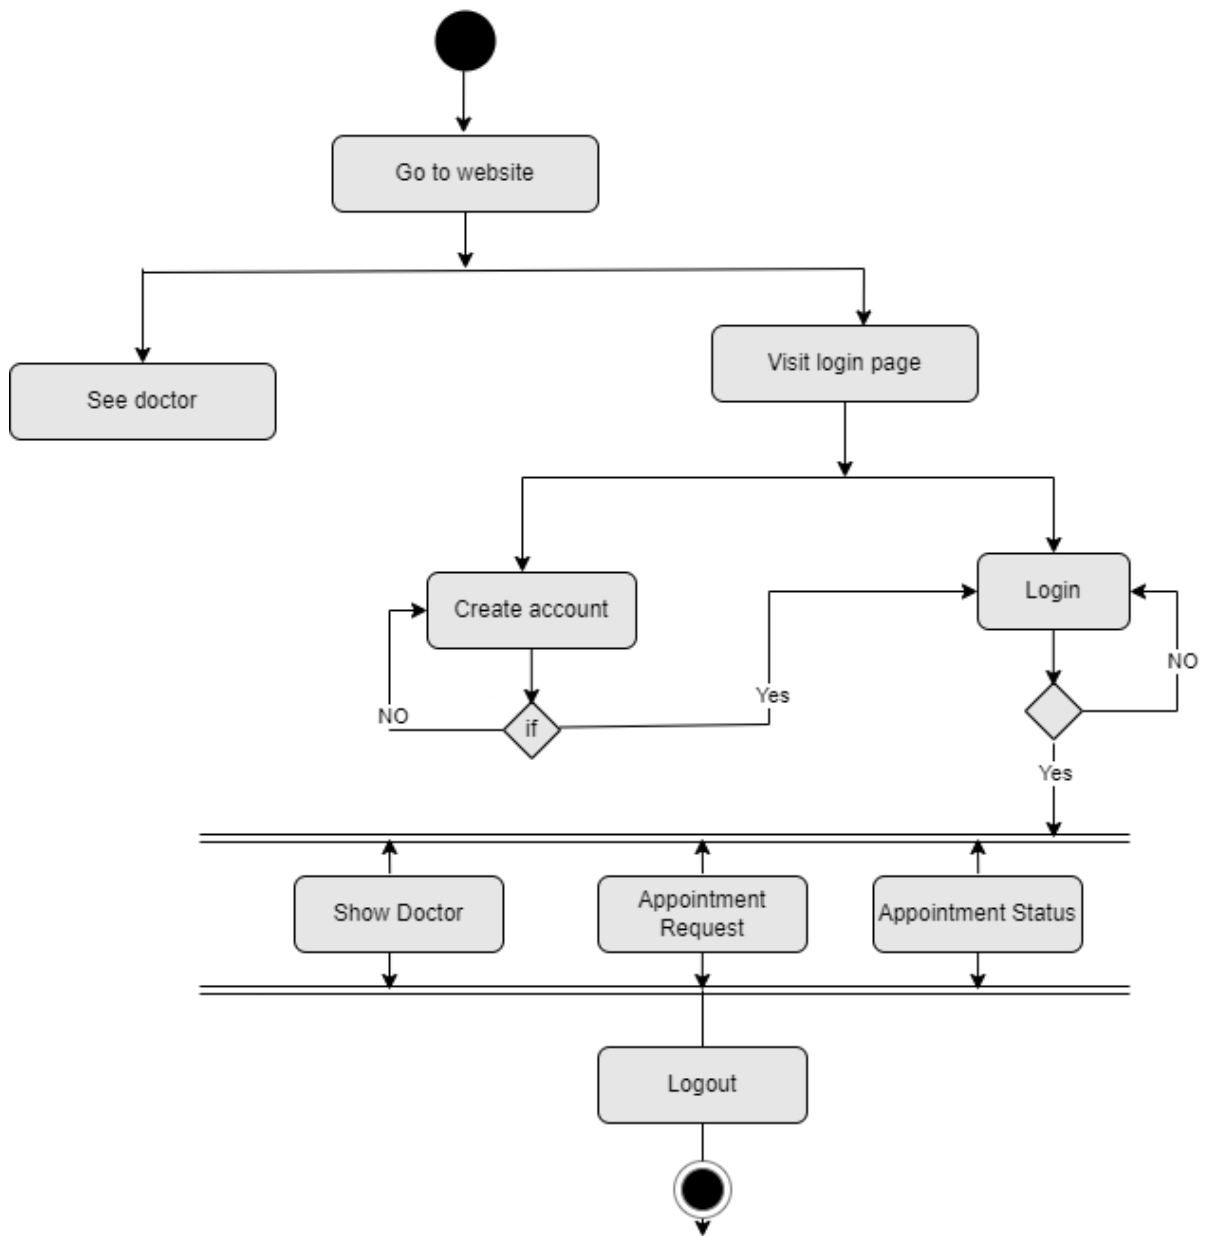 Go to website
Visit login page
See doctor
Login
Create account
NO
Yes
NO
if
Yes
Show Doctor
Appointment
Request
Appointment Status
Logout